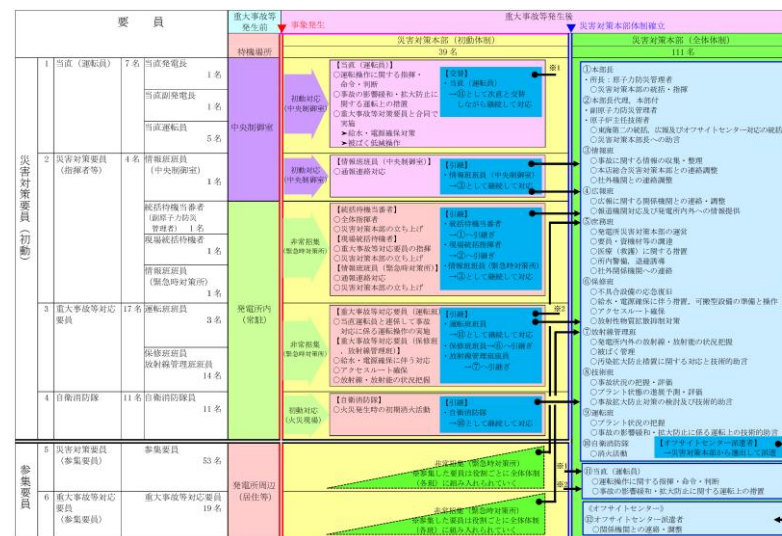 要 員
重大事故等
発生前
重大事故等発生後
事象発生
災害対策本部体制確立
待機場所
災害対策本部(初動体制)
39名
災害対策本部(全体体制)
111名
災害対策要員(初動)
1 当直(運転員) 7名
当直発電長
1名
当直副発電長
1名
当直運転員
5名
中央制御室
初動対応
(中央制御室)
【当直(運転員)】
○運転操作に関する指揮・
命令・判断
○事故の影響緩和・拡大防止に
関する運転上の措置
○重大事故等対応要員と合同で
実施
➤給水・電源確保対策
➤被ばく低減操作
【交替】
・当直(運転員)
→⑪として次直と交替
しながら継続して対応
※1
2 災害対策要員
(指揮者等)
4名
情報班班員
(中央制御室)
1名
初動対応
(中央制御室)
【情報班班員(中央制御室)】
○通報連絡対応
【引継】
・情報班班員(中央制御室)
→③として継続して対応
統括待機当番者
(副原子力防災
管理者) 1名
現場統括待機者
1名
情報班班員
(緊急時対策所)
1名
発電所内
(常駐)
非常招集
(緊急時対策所)
【統括待機当番者】
○全体指揮者
○災害対策本部の立ち上げ
【現場統括待機者】
○重大事故等対応要員の指揮
○災害対策本部の立ち上げ
【情報班班員(緊急時対策所)】
○災害対策本部の立ち上げ
【引継】
・統括待機当番者
→①へ引継ぎ
・現場統括待機者
→②へ引継ぎ
・情報班班員(緊急時対策所)
→③として継続して対応
3 重大事故等対応
要員
17名
運転班班員
3名
保修班班員
放射線管理班班員
14名
非常招集
(緊急時対策所)
【重大事故等対応要員(運転班)】
○当直運転員と連係して事故
対応に係る運転操作の実施
【重大事故等対応要員(保修班
、放射線管理班)】
○給水・電源確保に伴う対応
○アクセスルート確保
○放射線・放射能の状況把握
【引継】
・運転班班員
→⑪として継続して対応
・保修班班員→⑥へ引継ぎ
・放射線管理班班員
→⑦へ引継ぎ
※2
4 自衛消防隊 11名
自衛消防隊員
11名
初動対応
(火災現場)
【自衛消防隊】
○火災発生時の初期消火活動
【引継】
・自衛消防隊
→⑩として継続して対応
参集要員
5 災害対策要員
(参集要員)
参集要員
53名
発電所周辺
(居住等)
非常招集(緊急時対策所)
※参集した要員は役割ごとに全体体制
(各班)に組み入れられていく
※1
6 重大事故等対応
要員
(参集要員)
重大事故等対応要員
19名
非常招集(緊急時対策所)
※参集した要員は役割ごとに全体体制
(各班)に組み入れられていく
※2
①本部長
・所長:原子力防災管理者
○災害対策本部の統括・指揮
②本部長代理、本部付
・副原子力防災管理者
・原子炉主任技術者
○東海第二の統括、広報及びオフサイトセンター対応の統括
○災害対策本部長への助言
③情報班
○事故に関する情報の収集・整理
○本店総合災害対策本部との連絡調整
○社外機関との連絡調整
④広報班
○広報に関する関係機関との連絡・調整
○報道機関対応及び発電所内外への情報提供
⑤庶務班
○発電所災害対策本部の運営
○要員・資機材等の調達
○医療(救護)に関する措置
○所内警備、退避誘導
○社外関係機関への連絡
⑥保修班
○不具合設備の応急復旧
○給水・電源確保に伴う措置、可搬型設備の準備と操作
○アクセスルート確保
○放射性物質拡散抑制対策
⑦放射線管理班
○発電所内外の放射線・放射能の状況把握
○被ばく管理
○汚染拡大防止措置に関する対応と技術的助言
⑧技術班
○事故状況の把握・評価
○プラント状態の進展予測・評価
○事故拡大防止対策の検討及び技術的助言
⑨運転班
○プラント状況の把握
○事故の影響緩和・拡大防止に係る運転上の技術的助言
⑩自衛消防隊
○消火活動
【オフサイトセンター派遣者】
→災害対策本部から選出して派遣
⑪当直(運転員)
○運転操作に関する指揮・命令・判断
○事故の影響緩和・拡大防止に関する運転上の措置
《オフサイトセンター》
⑫オフサイトセンター派遣者
○関係機関との連絡・調整